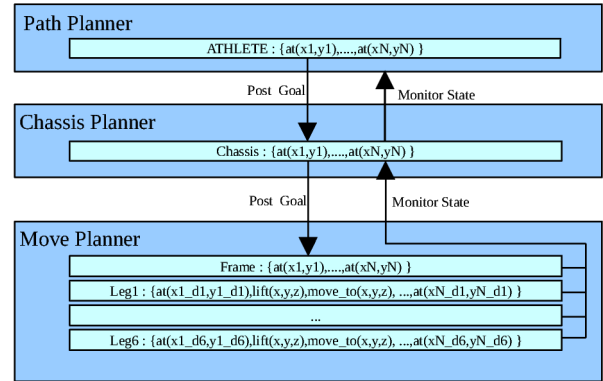 Path Planner
ATHLETE : {at(x1,y1),....,at(xN,yN) }
Post Goal
Monitor State
Chassis Planner
Chassis : {at(x1,y1),....,at(xN,yN) }
Post Goal
Monitor State
Move Planner
Frame : {at(x1,y1),....,at(xN,yN) }
Leg1 : {at(x1_d1,y1_d1),lift(x,y,z),move_to(x,y,z), ...,at(xN_d1,yN_d1) }
...
Leg6 : {at(x1_d6,y1_d6),lift(x,y,z),move_to(x,y,z), ...,at(xN_d6,yN_d6) }